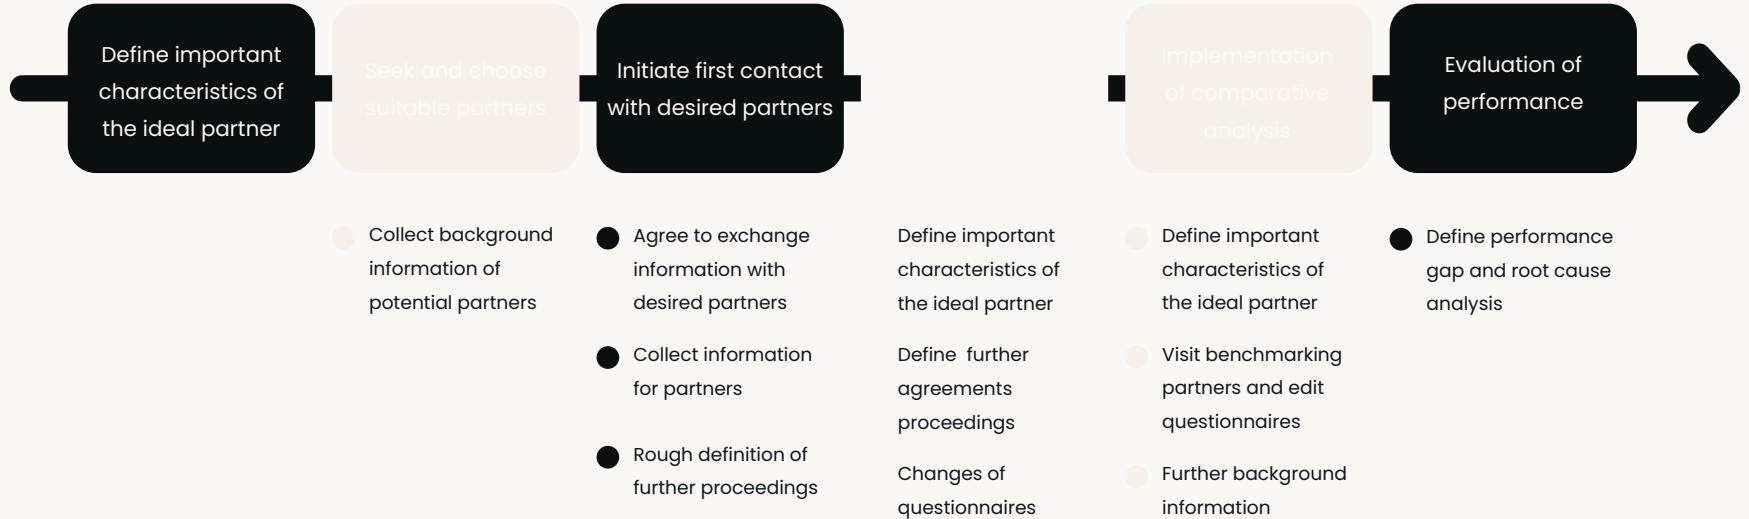 Define important
characteristics of
the ideal partner
Seek and choose
suitable partners
Initiate first contact
with desired partners
Implementation
of comparative
analysis
Evaluation of
performance
Collect background
information of
potential partners
Agree to exchange
information with
desired partners
Collect information
for partners
Rough definition of
further proceedings
Define important
characteristics of
the ideal partner
Define  further
agreements
proceedings
Changes of
questionnaires
Define important
characteristics of
the ideal partner
Visit benchmarking
partners and edit
questionnaires
Further background
information
Define performance
gap and root cause
analysis